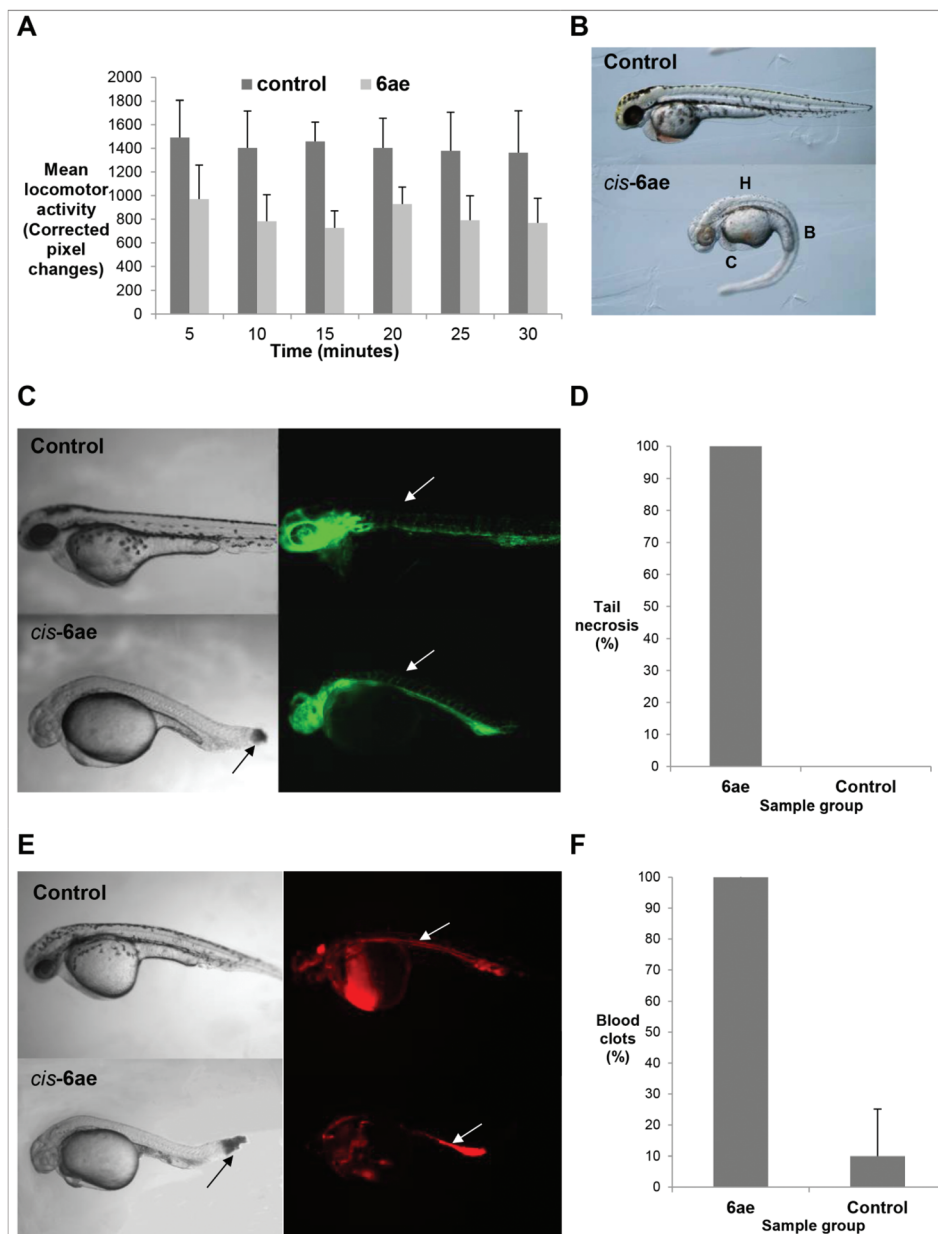 A
control 6ae
2000
1800
1600
1400
1200
1000
800
600
400
200
0
Mean
locomotor
activity
(Corrected
pixel
changes)
5 10 15 20 25 30
Time (minutes)
B
Control
cis-6ae
H
B
C
C
Control
cis-6ae
D
100
90
80
70
60
50
40
30
20
10
0
Tail
necrosis
(%)
6ae Control
Sample group
E
Control
cis-6ae
F
100
90
80
70
60
50
40
30
20
10
0
Blood
clots
(%)
6ae Control
Sample group